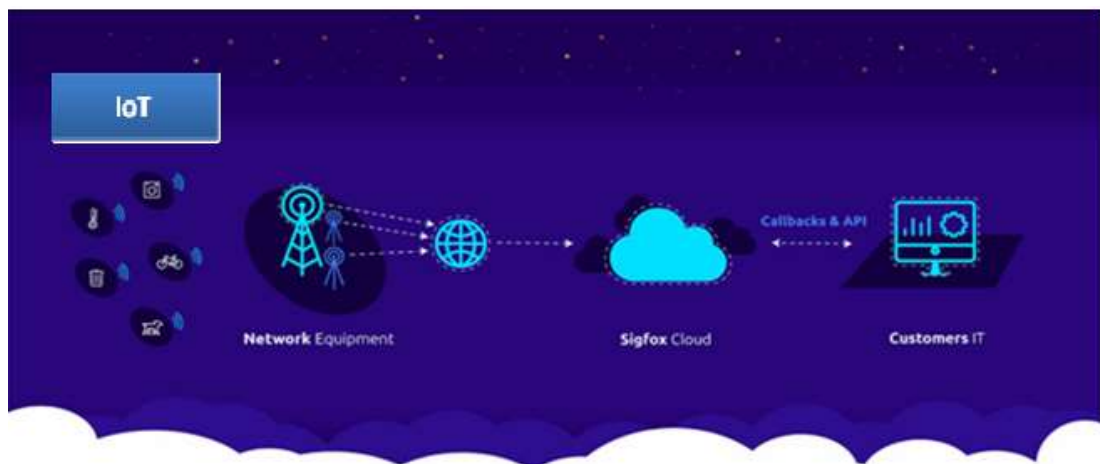 IoT
Callbacks & API
Network Equipment
Sigfox Cloud
Customers IT